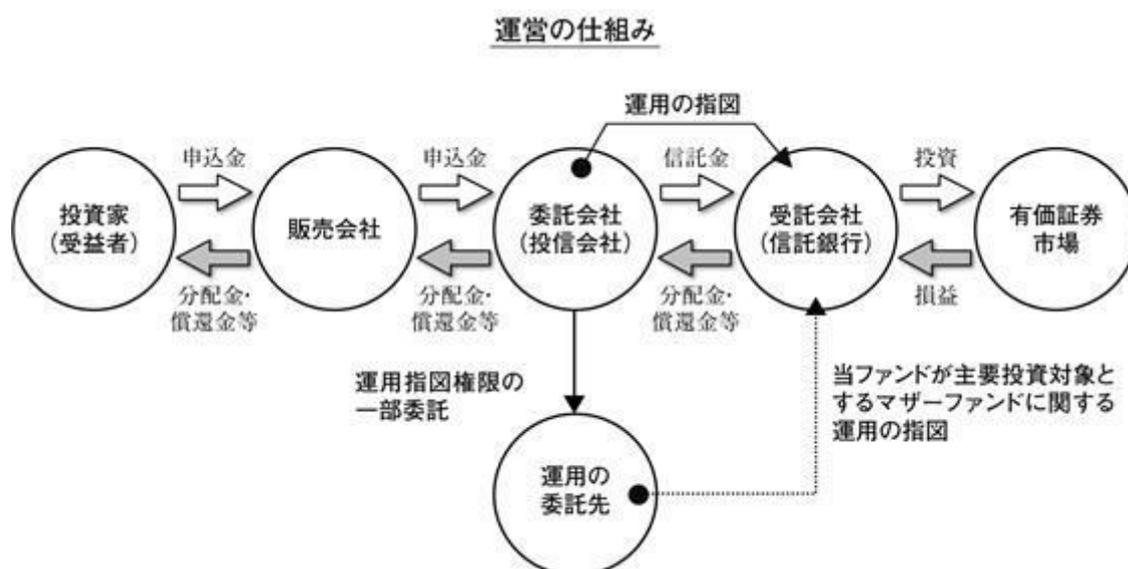 運営の仕組み
運用の指図
申込金
申込金
信託金
投資
投資家
(受益者)
販売会社
委託会社
(投信会社)
受託会社
(信託銀行)
有価証券
市場
分配金・
償還金等
分配金・
償還金等
分配金・
償還金等
損益
運用指図権限の
一部委託
当ファンドが主要投資対象と
するマザーファンドに関する
運用の指図
運用の
委託先